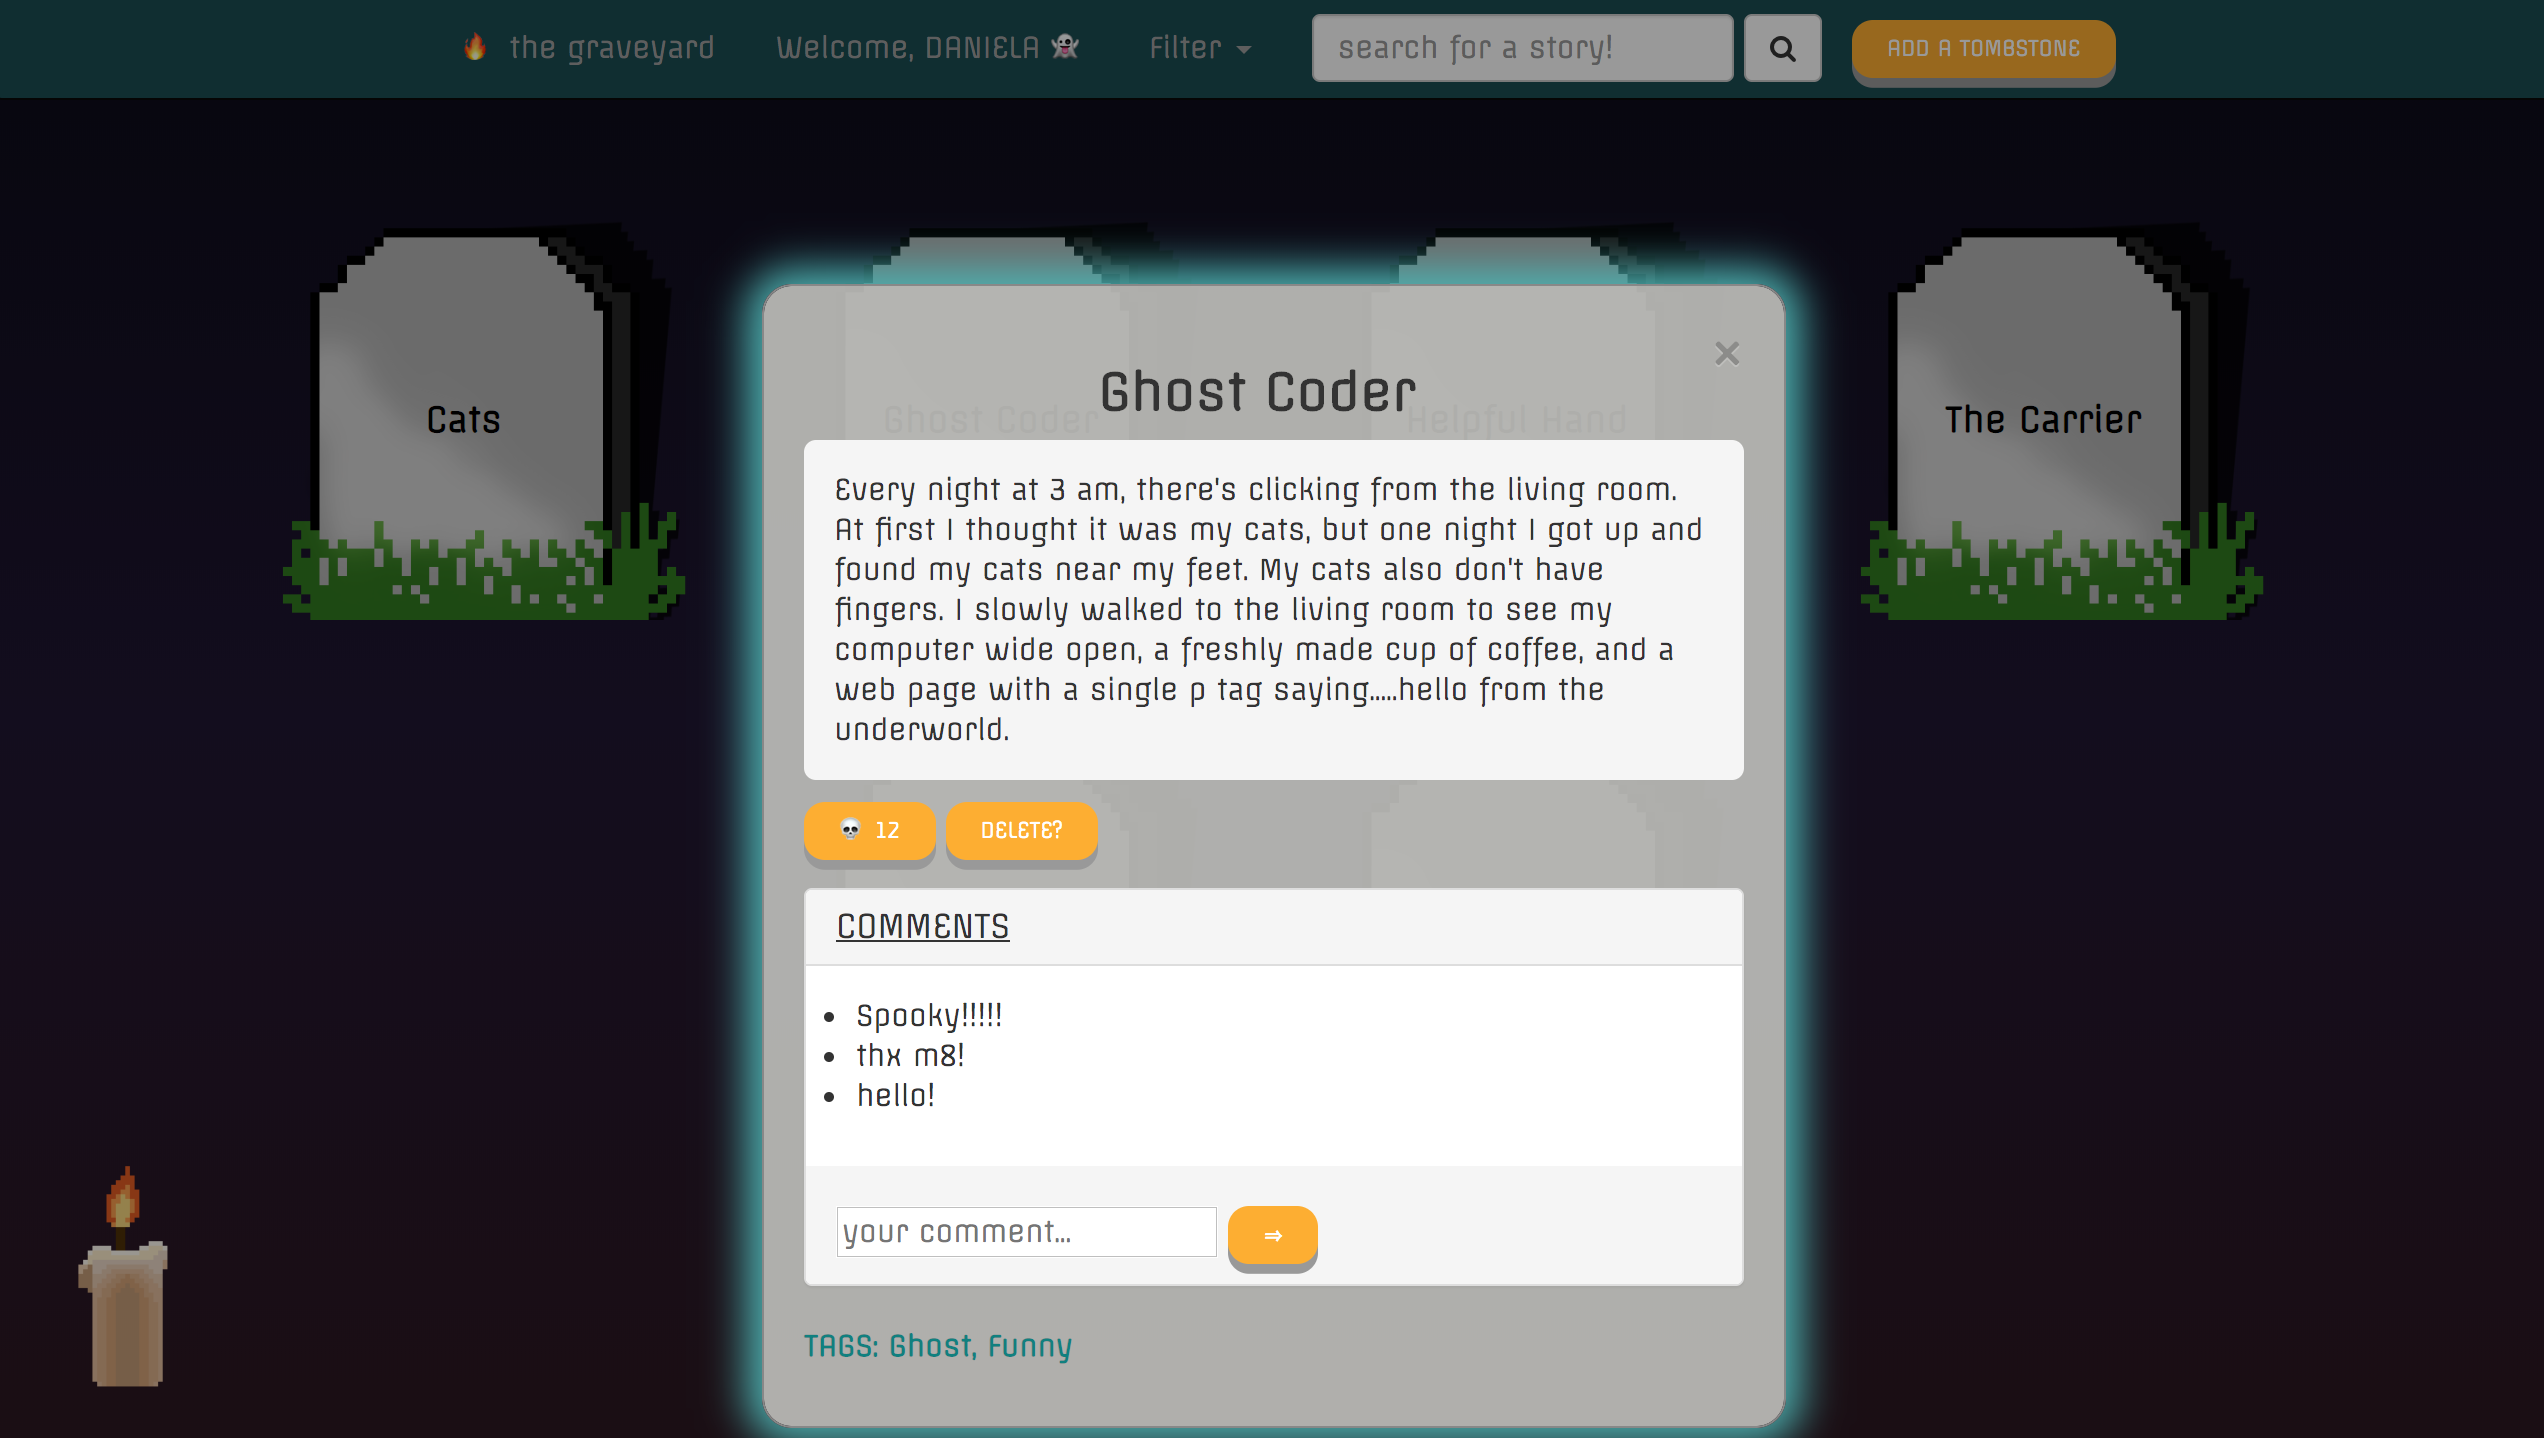 🔥 the graveyard Welcome, DANIELA 👻 Filter search for a story! ADD A TOMBSTONE
Cats
Ghost Coder
Helpful Hand
The Carrier
Ghost Coder
Every night at 3 am, there's clicking from the living room.
At first I thought it was my cats, but one night I got up and
found my cats near my feet. My cats also don't have
fingers. I slowly walked to the living room to see my
computer wide open, a freshly made cup of coffee, and a
web page with a single p tag saying.....hello from the
underworld.
💀 12
DELETE?
COMMENTS
• Spooky!!!!!
• thx m8!
• hello!
your comment... ⇒
TAGS: Ghost, Funny